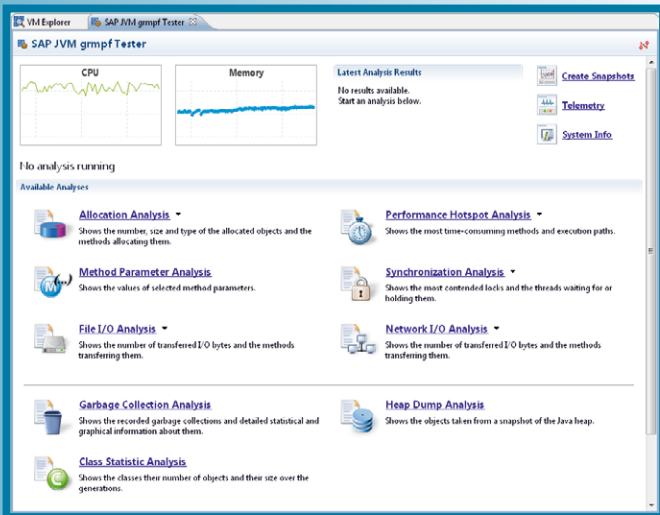 VM Explorer
SAP JVM grmpf Tester
SAP JVM grmpf Tester
CPU
Memory
Latest Analysis Results
No results available.
Start an analysis below.
Create Snapshots
Telemetry
System Info
No analysis running
Available Analyses
Allocation Analysis
Shows the number, size and type of the allocated objects and the
methods allocating them.
Performance Hotspot Analysis
Shows the most time-consuming methods and execution paths.
Method Parameter Analysis
Shows the values of selected method parameters.
Synchronization Analysis
Shows the most contended locks and the threads waiting for or
holding them.
File I/O Analysis
Shows the number of transferred I/O bytes and the methods
transferring them.
Network I/O Analysis
Shows the number of transferred I/O bytes and the methods
transferring them.
Garbage Collection Analysis
Shows the recorded garbage collections and detailed statistical and
graphical information about them.
Heap Dump Analysis
Shows the objects taken from a snapshot of the Java heap.
Class Statistic Analysis
Shows the classes their number of objects and their size over the
generations.